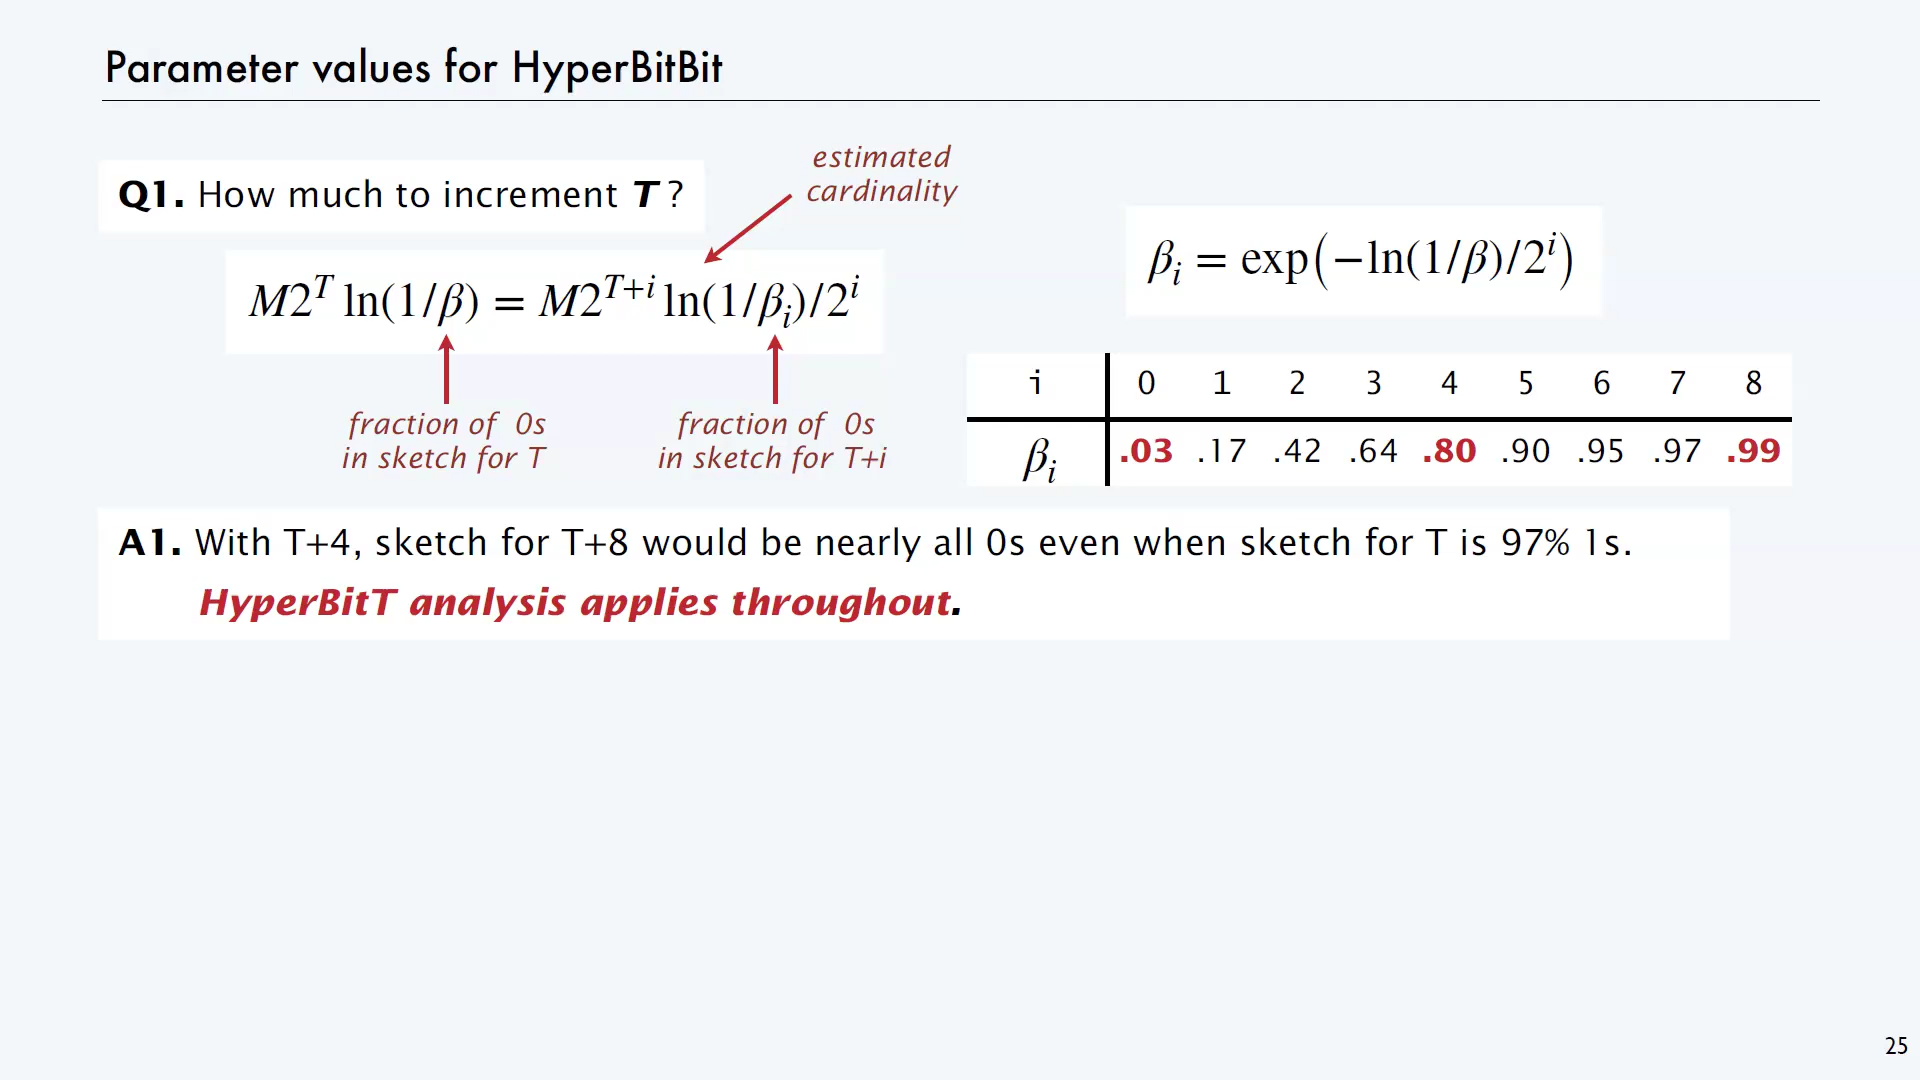 Parameter values for HyperBitBit
estimated
cardinality
Q1. How much to increment T ?
M2^T ln(1/β) = M2^{T+i} ln(1/β_i)/2^i
β_i = exp(−ln(1/β)/2^i)
fraction of 0s
in sketch for T
fraction of 0s
in sketch for T+i
i 0 1 2 3 4 5 6 7 8
β_i .03 .17 .42 .64 .80 .90 .95 .97 .99
A1. With T+4, sketch for T+8 would be nearly all 0s even when sketch for T is 97% 1s.
HyperBitT analysis applies throughout.
25